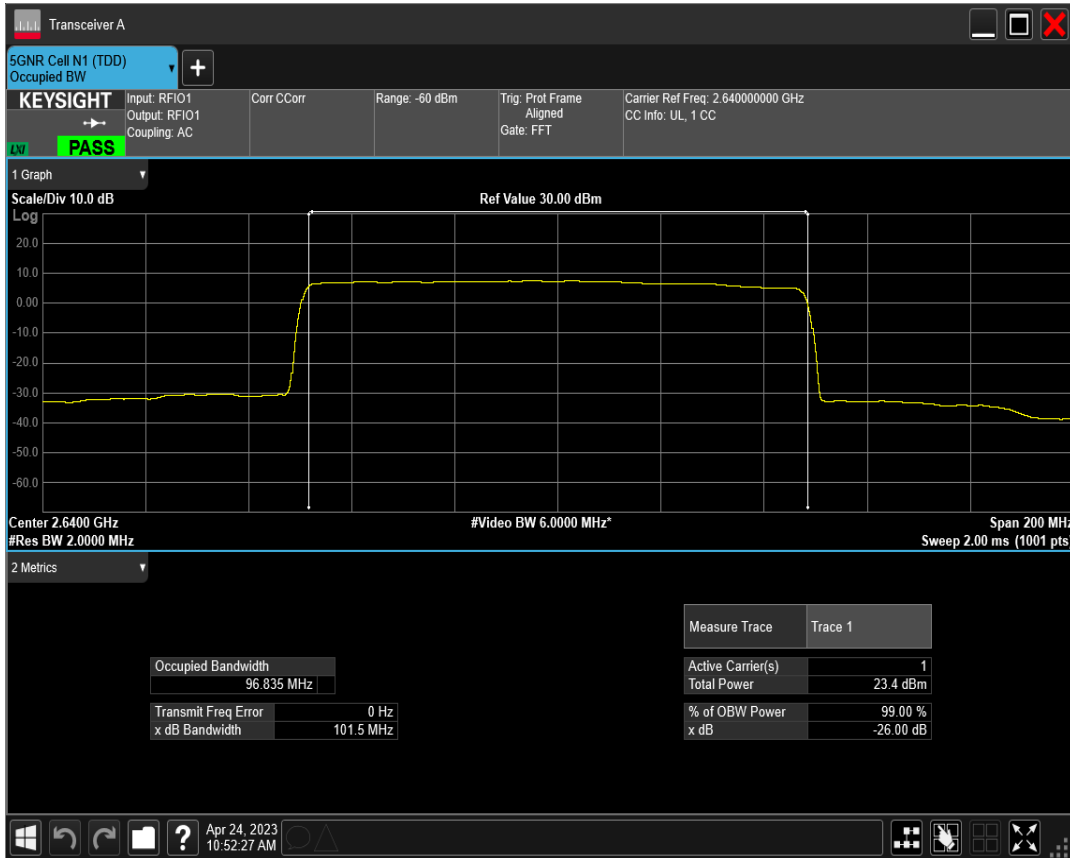 Transceiver A
5GNR Cell N1 (TDD)
Occupied BW
+
KEYSIGHT
LXI
PASS
Input: RFIO1
Output: RFIO1
Coupling: AC
Corr CCorr
Range: -60 dBm
Trig: Prot Frame
Aligned
Gate: FFT
Carrier Ref Freq: 2.640000000 GHz
CC Info: UL, 1 CC
1 Graph
Scale/Div 10.0 dB
Ref Value 30.00 dBm
Log
20.0
10.0
0.00
-10.0
-20.0
-30.0
-40.0
-50.0
-60.0
Center 2.6400 GHz
#Video BW 6.0000 MHz*
Span 200 MHz
#Res BW 2.0000 MHz
Sweep 2.00 ms (1001 pts)
2 Metrics
Measure Trace Trace 1
Occupied Bandwidth
96.835 MHz
Active Carrier(s) 1
Total Power 23.4 dBm
Transmit Freq Error 0 Hz
x dB Bandwidth 101.5 MHz
% of OBW Power 99.00 %
x dB -26.00 dB
?
Apr 24, 2023
10:52:27 AM